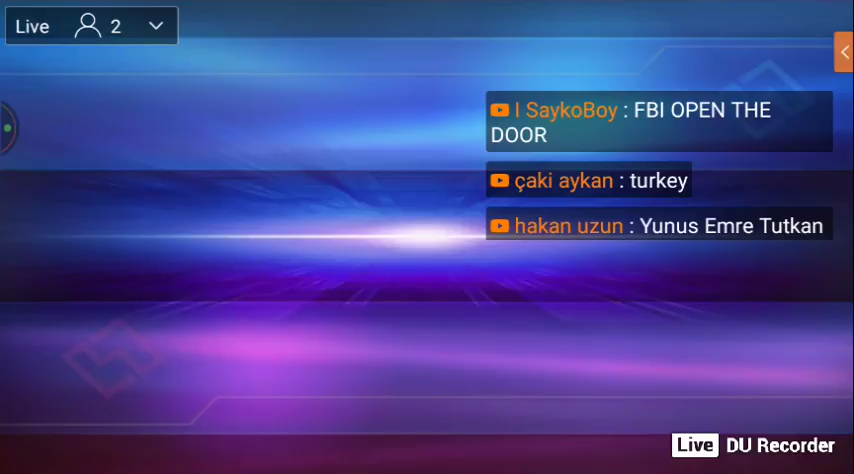 Live 2
I SaykoBoy : FBI OPEN THE
DOOR
çaki aykan : turkey
hakan uzun : Yunus Emre Tutkan
Live DU Recorder